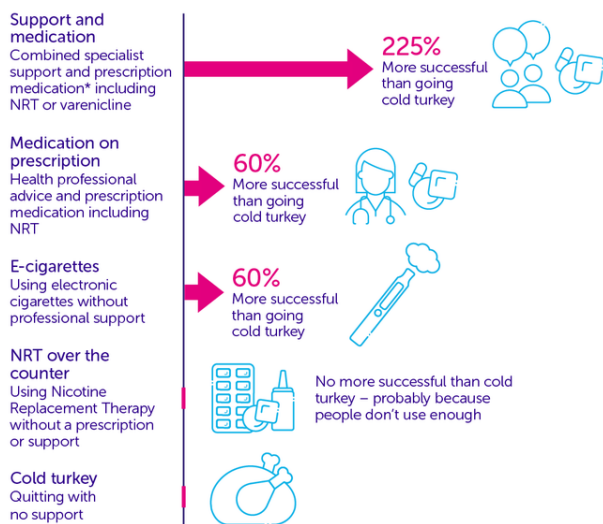 Support and
medication
Combined specialist
support and prescription
medication* including
NRT or varenicline
225%
More successful
than going
cold turkey
Medication on
prescription
Health professional
advice and prescription
medication including
NRT
60%
More successful
than going
cold turkey
E-cigarettes
Using electronic
cigarettes without
professional support
60%
More successful
than going
cold turkey
NRT over the
counter
Using Nicotine
Replacement Therapy
without a prescription
or support
No more successful than cold
turkey – probably because
people don't use enough
Cold turkey
Quitting with
no support